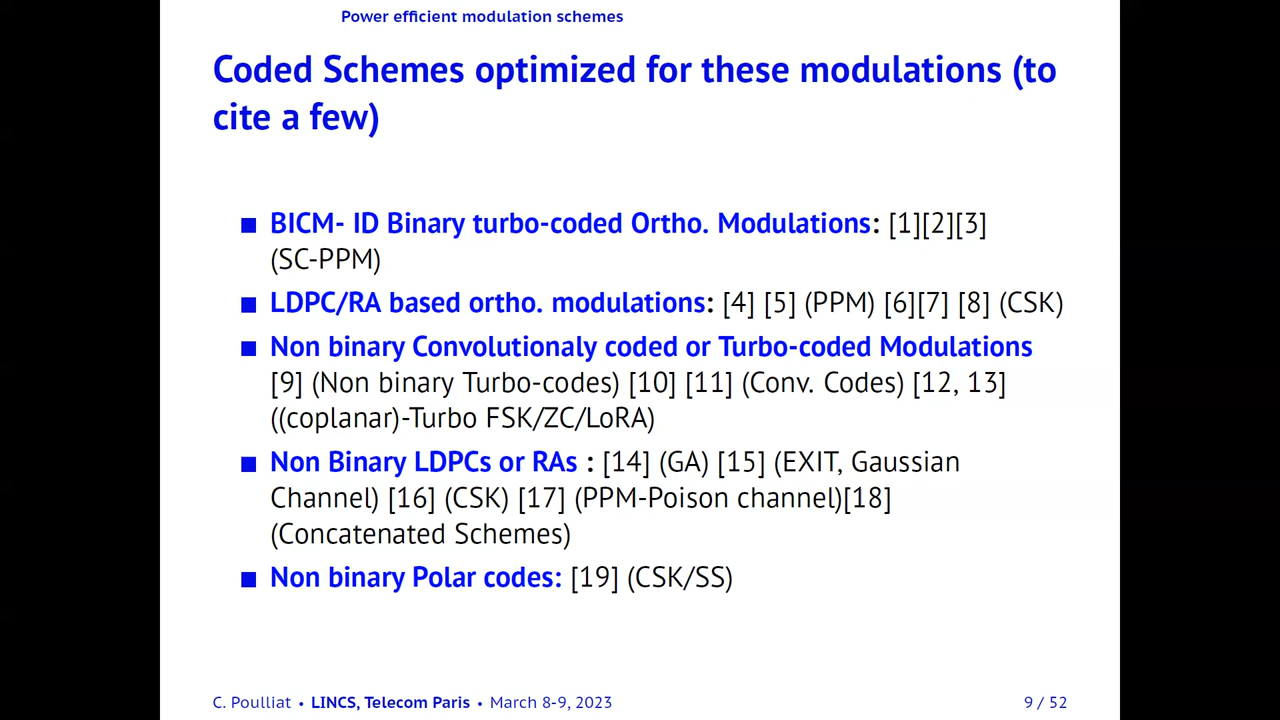 Power efficient modulation schemes
Coded Schemes optimized for these modulations (to
cite a few)
BICM- ID Binary turbo-coded Ortho. Modulations: [1][2][3]
(SC-PPM)
LDPC/RA based ortho. modulations: [4] [5] (PPM) [6][7] [8] (CSK)
Non binary Convolutionaly coded or Turbo-coded Modulations
[9] (Non binary Turbo-codes) [10] [11] (Conv. Codes) [12, 13]
((coplanar)-Turbo FSK/ZC/LoRA)
Non Binary LDPCs or RAs : [14] (GA) [15] (EXIT, Gaussian
Channel) [16] (CSK) [17] (PPM-Poison channel)[18]
(Concatenated Schemes)
Non binary Polar codes: [19] (CSK/SS)
C. Poulliat • LINCS, Telecom Paris • March 8-9, 2023 9 / 52